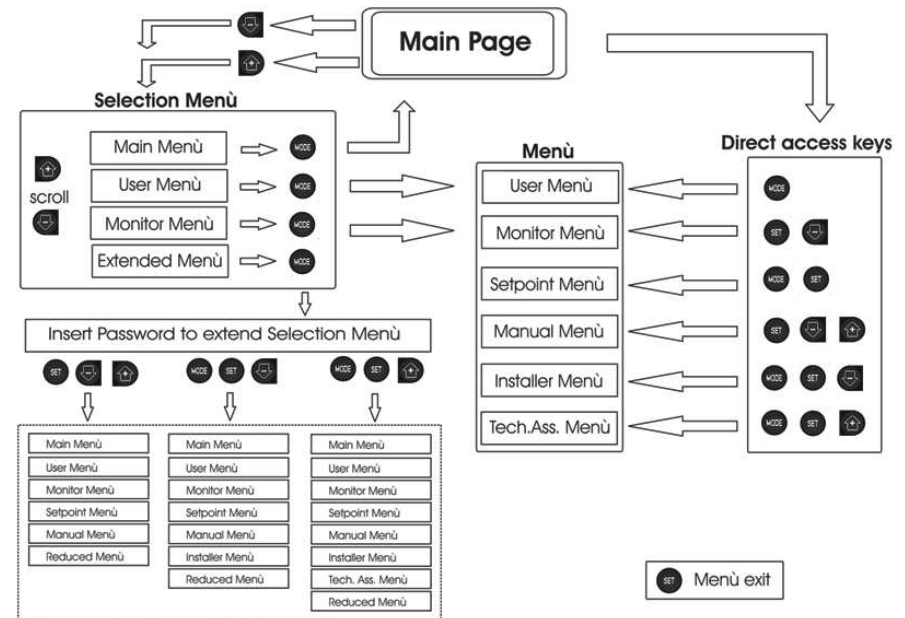 Main Page
Selection Menù
Main Menù
MODE
scroll
User Menù
MODE
Monitor Menù
MODE
Extended Menù
MODE
Insert Password to extend Selection Menù
SET
MODE
SET
MODE
SET
Main Menù
User Menù
Monitor Menù
Setpoint Menù
Manual Menù
Reduced Menù
Main Menù
User Menù
Monitor Menù
Setpoint Menù
Manual Menù
Installer Menù
Reduced Menù
Main Menù
User Menù
Monitor Menù
Setpoint Menù
Manual Menù
Installer Menù
Tech. Ass. Menù
Reduced Menù
Menù
User Menù
Monitor Menù
Setpoint Menù
Manual Menù
Installer Menù
Tech.Ass. Menù
Direct access keys
MODE
SET
MODE SET
SET
MODE SET
MODE SET
SET Menù exit